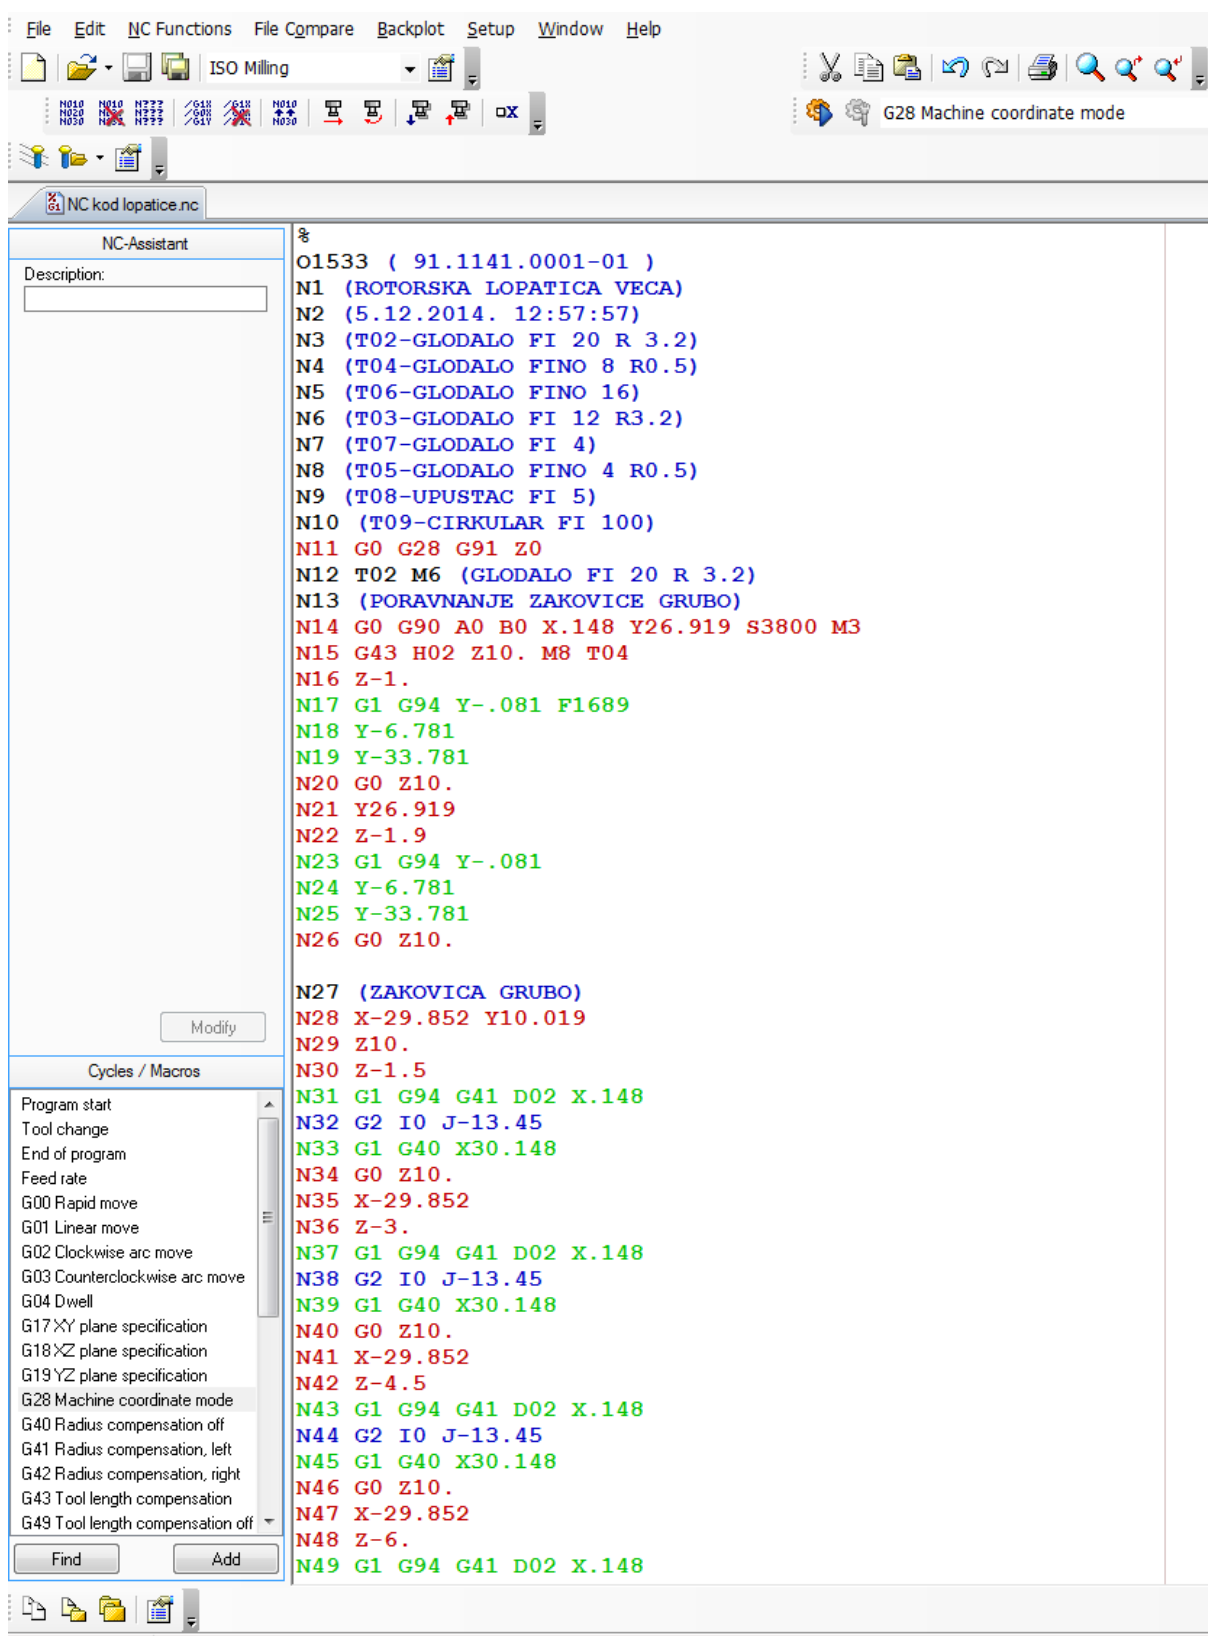 File Edit NC Functions File Compare Backplot Setup Window Help
ISO Milling
G28 Machine coordinate mode
NC kod lopatice.nc
NC-Assistant
Description:
Modify
Cycles / Macros
Program start
Tool change
End of program
Feed rate
G00 Rapid move
G01 Linear move
G02 Clockwise arc move
G03 Counterclockwise arc move
G04 Dwell
G17 XY plane specification
G18 XZ plane specification
G19 YZ plane specification
G28 Machine coordinate mode
G40 Radius compensation off
G41 Radius compensation, left
G42 Radius compensation, right
G43 Tool length compensation
G49 Tool length compensation off
Find Add
%
O1533 ( 91.1141.0001-01 )
N1 (ROTORSKA LOPATICA VECA)
N2 (5.12.2014. 12:57:57)
N3 (T02-GLODALO FI 20 R 3.2)
N4 (T04-GLODALO FINO 8 R0.5)
N5 (T06-GLODALO FINO 16)
N6 (T03-GLODALO FI 12 R3.2)
N7 (T07-GLODALO FI 4)
N8 (T05-GLODALO FINO 4 R0.5)
N9 (T08-UPUSTAC FI 5)
N10 (T09-CIRKULAR FI 100)
N11 G0 G28 G91 Z0
N12 T02 M6 (GLODALO FI 20 R 3.2)
N13 (PORAVNANJE ZAKOVICE GRUBO)
N14 G0 G90 A0 B0 X.148 Y26.919 S3800 M3
N15 G43 H02 Z10. M8 T04
N16 Z-1.
N17 G1 G94 Y-.081 F1689
N18 Y-6.781
N19 Y-33.781
N20 G0 Z10.
N21 Y26.919
N22 Z-1.9
N23 G1 G94 Y-.081
N24 Y-6.781
N25 Y-33.781
N26 G0 Z10.
N27 (ZAKOVICA GRUBO)
N28 X-29.852 Y10.019
N29 Z10.
N30 Z-1.5
N31 G1 G94 G41 D02 X.148
N32 G2 I0 J-13.45
N33 G1 G40 X30.148
N34 G0 Z10.
N35 X-29.852
N36 Z-3.
N37 G1 G94 G41 D02 X.148
N38 G2 I0 J-13.45
N39 G1 G40 X30.148
N40 G0 Z10.
N41 X-29.852
N42 Z-4.5
N43 G1 G94 G41 D02 X.148
N44 G2 I0 J-13.45
N45 G1 G40 X30.148
N46 G0 Z10.
N47 X-29.852
N48 Z-6.
N49 G1 G94 G41 D02 X.148